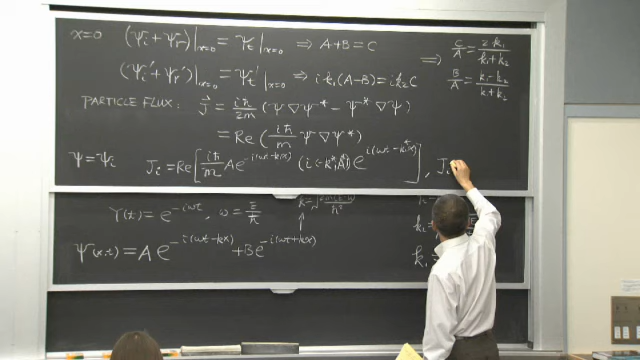 x=0 (Ψi+Ψr)|x=0 = Ψt|x=0 ⇒ A+B=C
(Ψi'+Ψr')|x=0 = Ψt'|x=0 ⇒ ik₁(A-B)=ik₂C
⇒ C/A = 2k₁/(k₁+k₂)
B/A = (k₁-k₂)/(k₁+k₂)
PARTICLE FLUX: J = iℏ/2m (Ψ∇Ψ* - Ψ*∇Ψ)
= Re(iℏ/m Ψ∇Ψ*)
Ψ=Ψi Ji=Re[iℏ/m Ae^-i(ωt-kx) (i(-k*)A*) e^i(ωt-k*x)], Ji
Υ(t) = e^-iωt, ω = E/ℏ
Ψ(x,t) = Ae^-i(ωt-kx) + Be^-i(ωt+kx)
k₁=